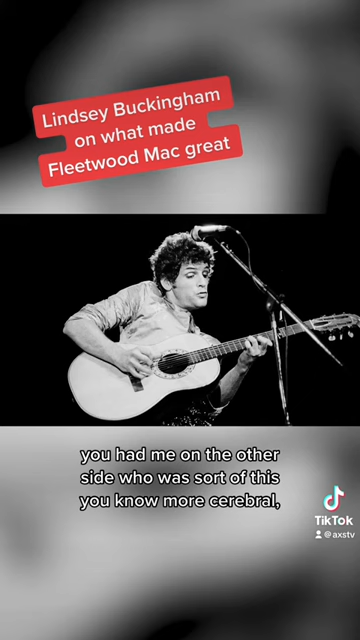 Lindsey Buckingham
on what made
Fleetwood Mac great
you had me on the other
side who was sort of this
you know more cerebral,
TikTok
@axstv